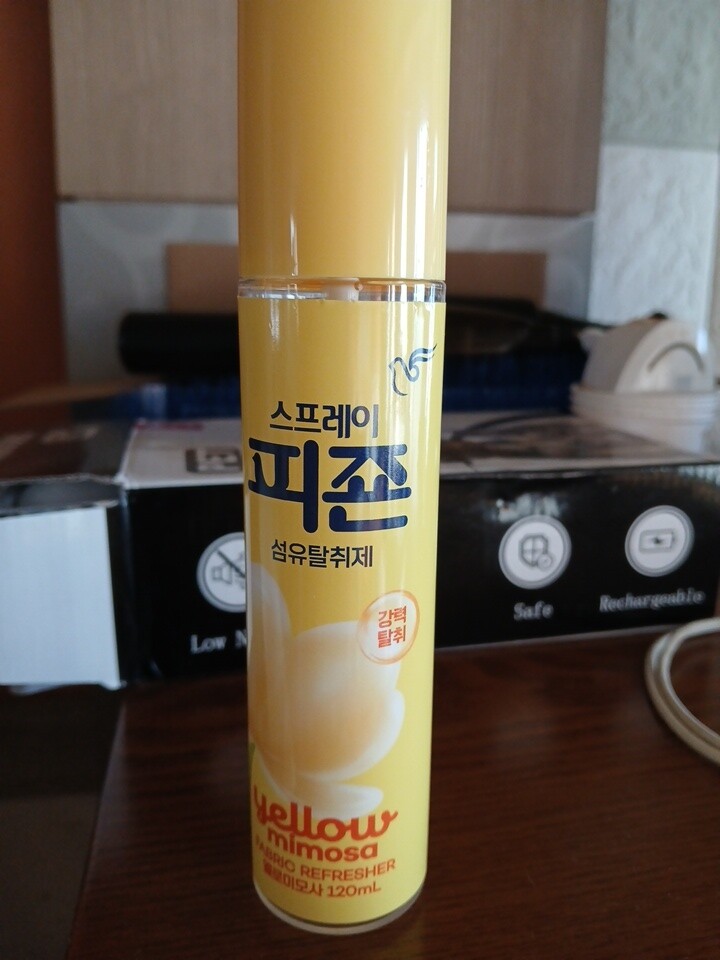 스프레이
피죤
섬유탈취제
강력
탈취
yellow
mimosa
FABRIC REFRESHER
옐로미모사 120mL
Low
Safe
Rechargeable